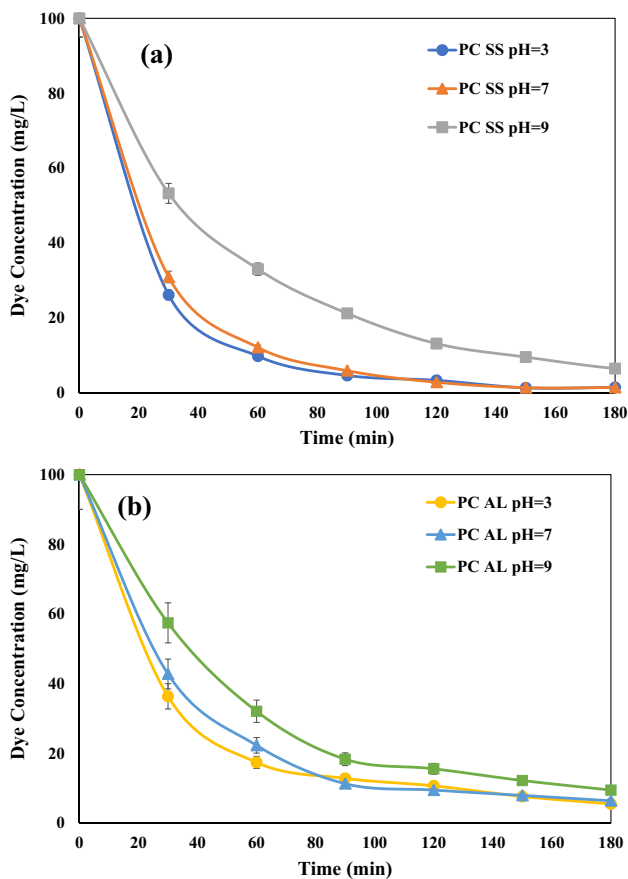 (a)
PC SS pH=3
PC SS pH=7
PC SS pH=9
Dye Concentration (mg/L)
100
80
60
40
20
0
0 20 40 60 80 100 120 140 160 180
Time (min)
(b)
PC AL pH=3
PC AL pH=7
PC AL pH=9
Dye Concentration (mg/L)
100
80
60
40
20
0
0 20 40 60 80 100 120 140 160 180
Time (min)